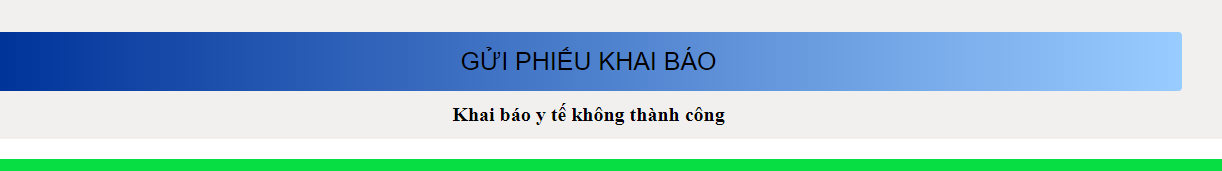 GỬI PHIẾU KHAI BÁO
Khai báo y tế không thành công